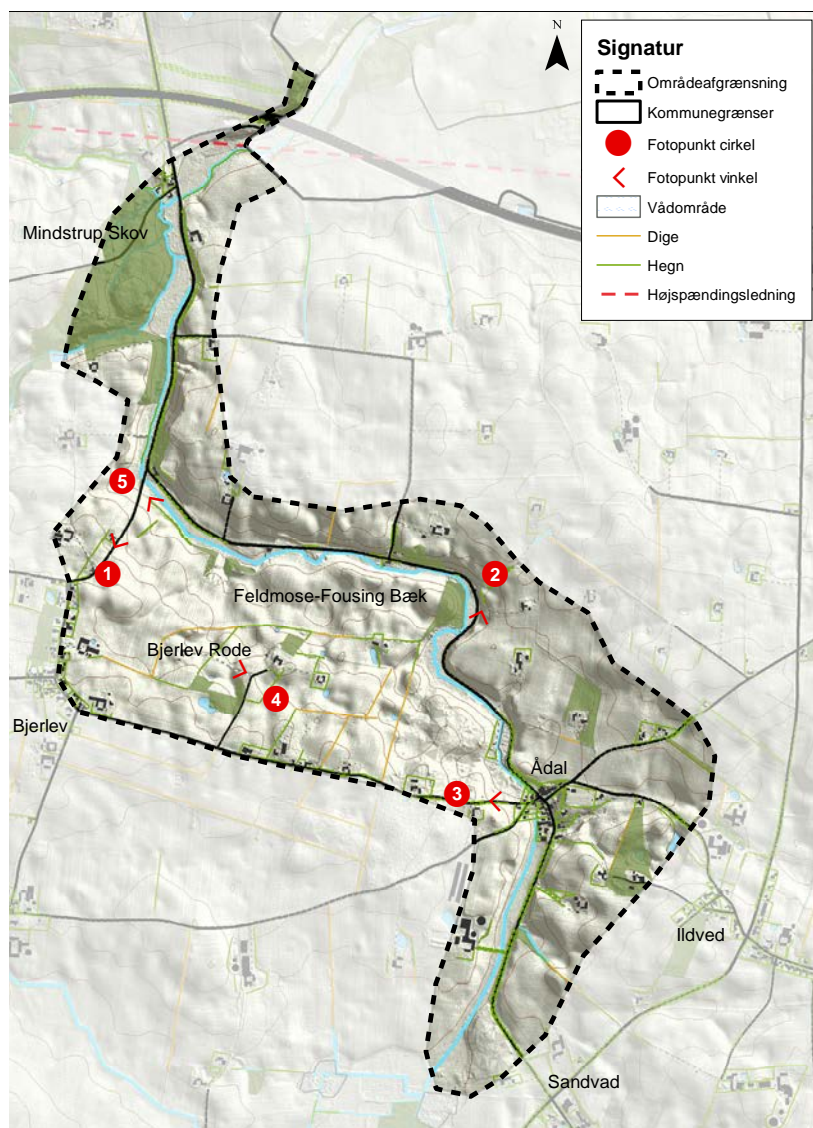 N
Signatur
Områdeafgrænsning
Kommunegrænser
Fotopunkt cirkel
Fotopunkt vinkel
Vådområde
Dige
Hegn
Højspændingsledning
Mindstrup Skov
5
1
2
Feldmose-Fousing Bæk
Bjerlev Rode
4
Bjerlev
Ådal
3
Ildved
Sandvad